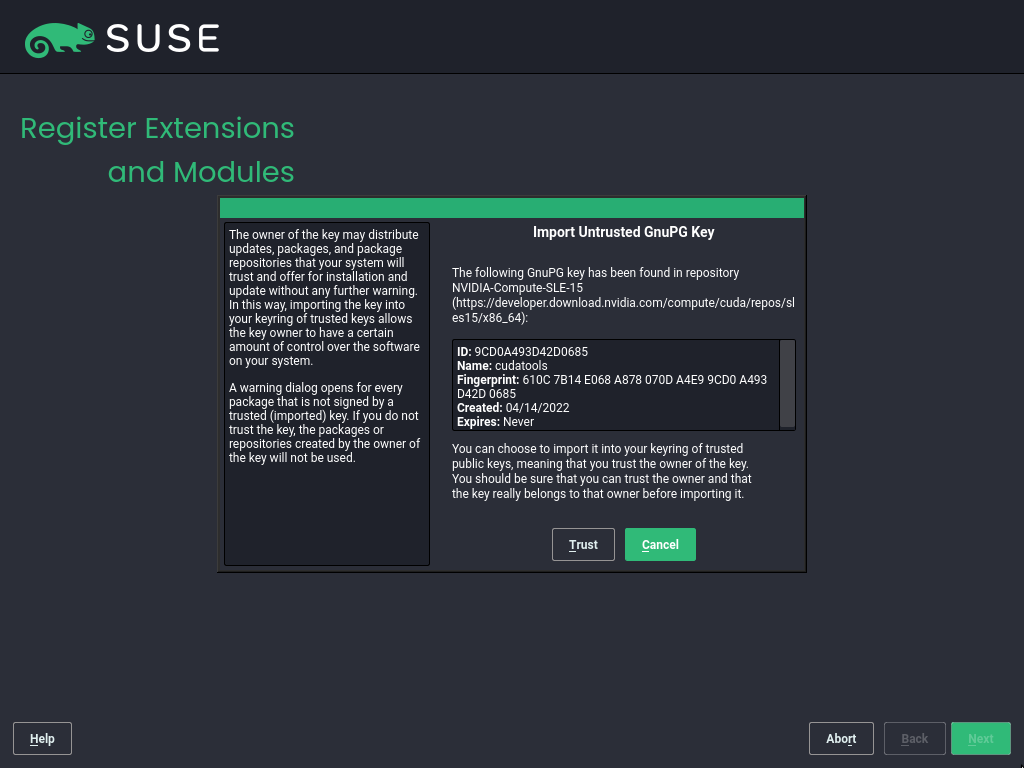 SUSE
Register Extensions
and Modules
The owner of the key may distribute
updates, packages, and package
repositories that your system will
trust and offer for installation and
update without any further warning.
In this way, importing the key into
your keyring of trusted keys allows
the key owner to have a certain
amount of control over the software
on your system.
A warning dialog opens for every
package that is not signed by a
trusted (imported) key. If you do not
trust the key, the packages or
repositories created by the owner of
the key will not be used.
Import Untrusted GnuPG Key
The following GnuPG key has been found in repository
NVIDIA-Compute-SLE-15
(https://developer.download.nvidia.com/compute/cuda/repos/sl
es15/x86_64):
ID: 9CD0A493D42D0685
Name: cudatools
Fingerprint: 610C 7B14 E068 A878 070D A4E9 9CD0 A493
D42D 0685
Created: 04/14/2022
Expires: Never
You can choose to import it into your keyring of trusted
public keys, meaning that you trust the owner of the key.
You should be sure that you can trust the owner and that
the key really belongs to that owner before importing it.
Trust
Cancel
Help
Abort
Back
Next